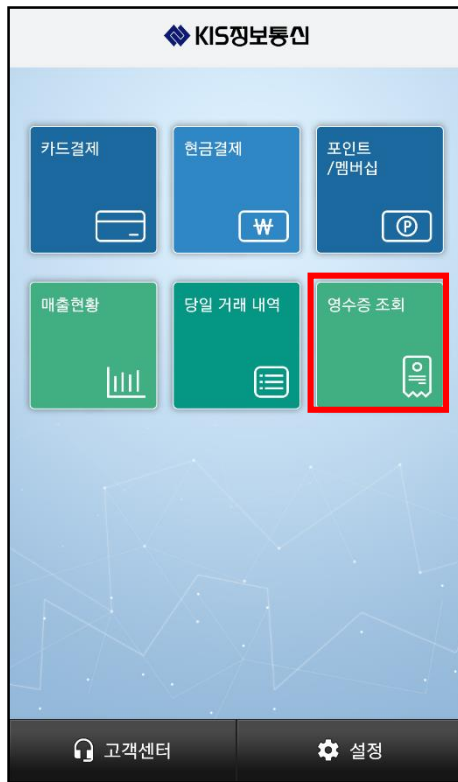 KIS정보통신
카드결제
현금결제
포인트
/멤버십
매출현황
당일 거래 내역
영수증 조회
고객센터
설정